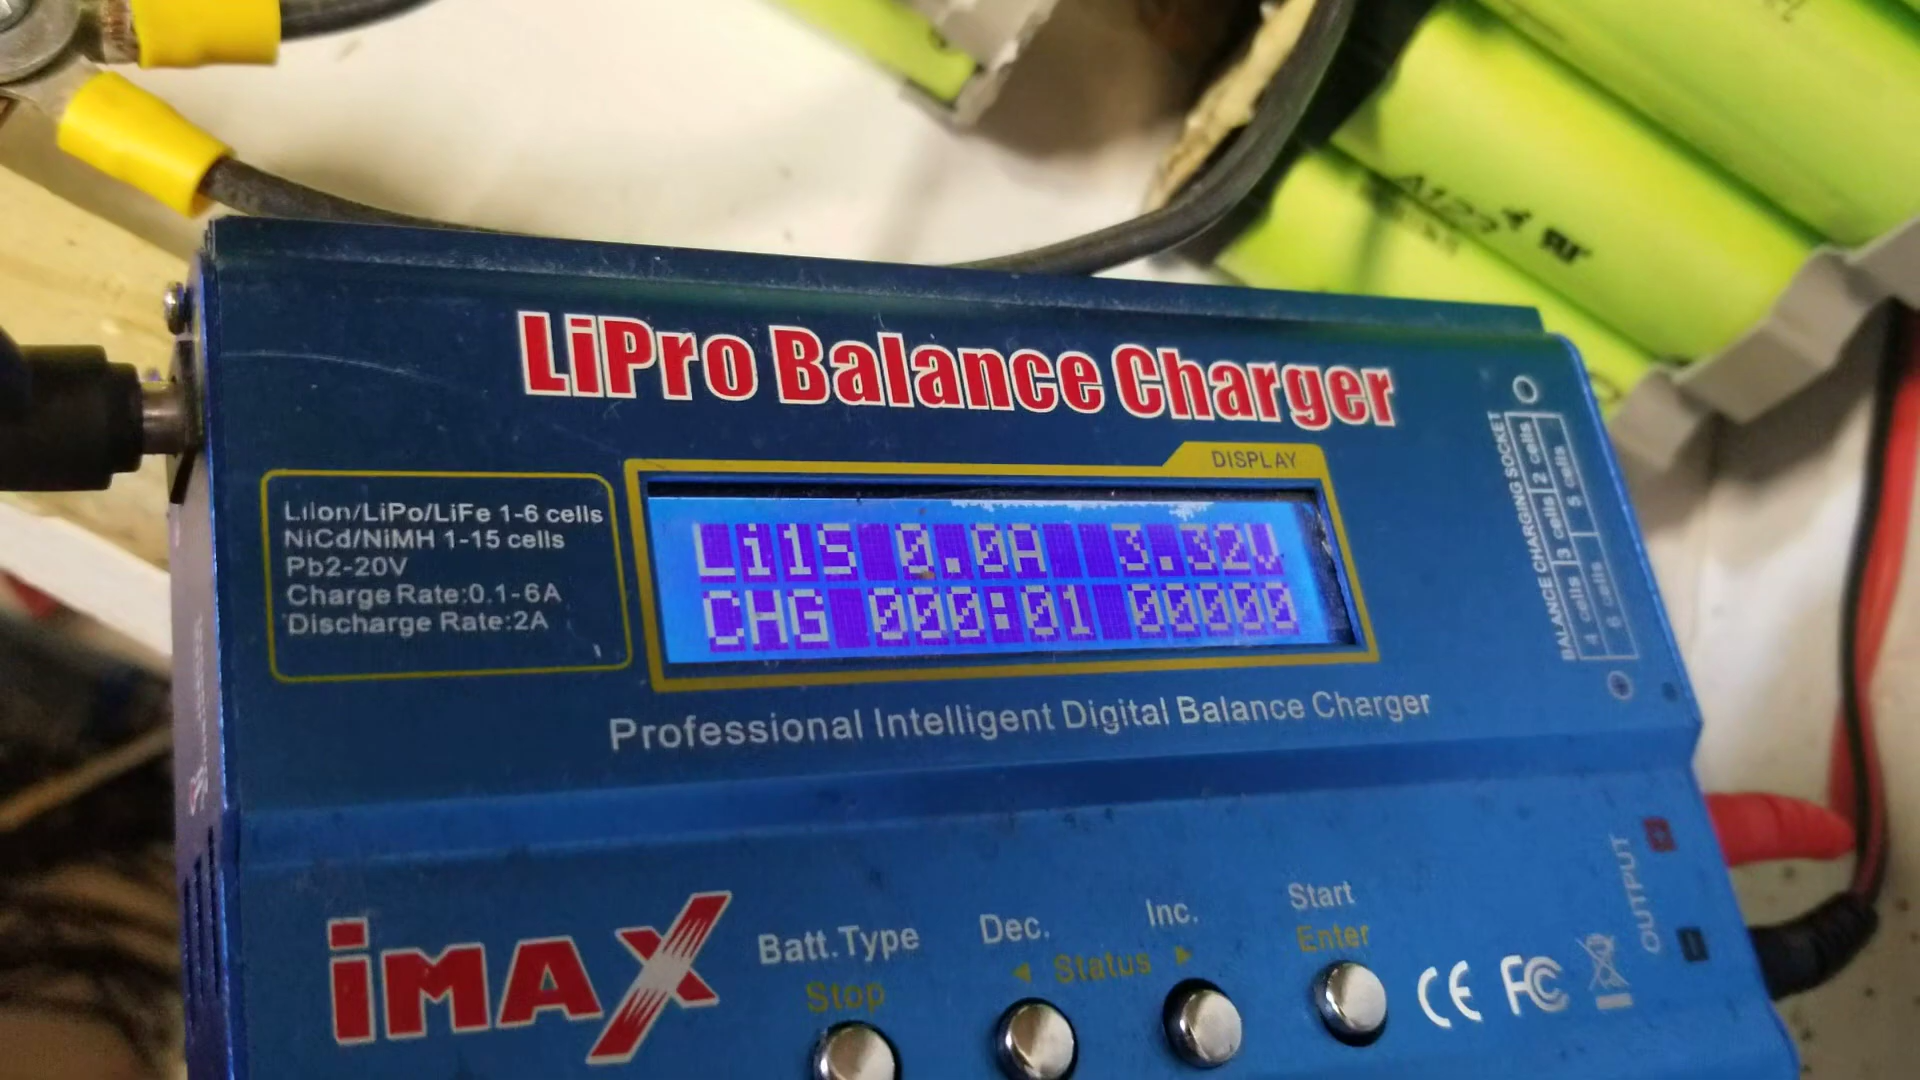 A123
LiPro Balance Charger
DISPLAY
LiIon/LiPo/LiFe 1-6 cells
NiCd/NiMH 1-15 cells
Pb2-20V
Charge Rate:0.1-6A
Discharge Rate:2A
Li1S 0.0A 3.32V
CHG 000:01 00000
BALANCE CHARGING SOCKET
2 cells
3 cells
4 cells
5 cells
6 cells
Professional Intelligent Digital Balance Charger
iMAX
Batt.Type
Stop
Dec.
Inc.
◄ Status ►
Start
Enter
CE FC
OUTPUT
+
-